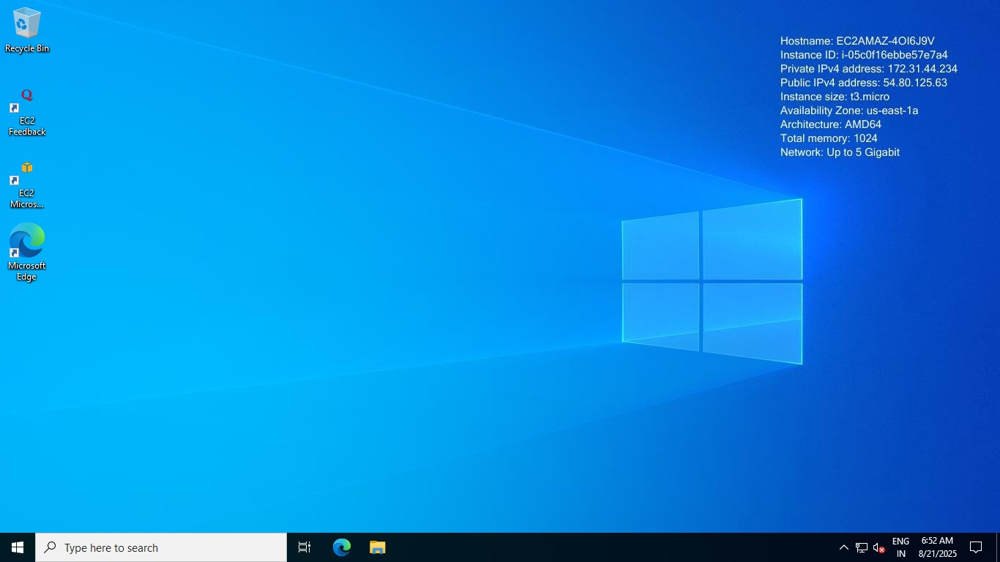 Recycle Bin
EC2
Feedback
EC2
Micros...
Microsoft
Edge
Hostname: EC2AMAZ-4OI6J9V
Instance ID: i-05c0f16ebbe57e7a4
Private IPv4 address: 172.31.44.234
Public IPv4 address: 54.80.125.63
Instance size: t3.micro
Availability Zone: us-east-1a
Architecture: AMD64
Total memory: 1024
Network: Up to 5 Gigabit
Type here to search
ENG
IN
6:52 AM
8/21/2025